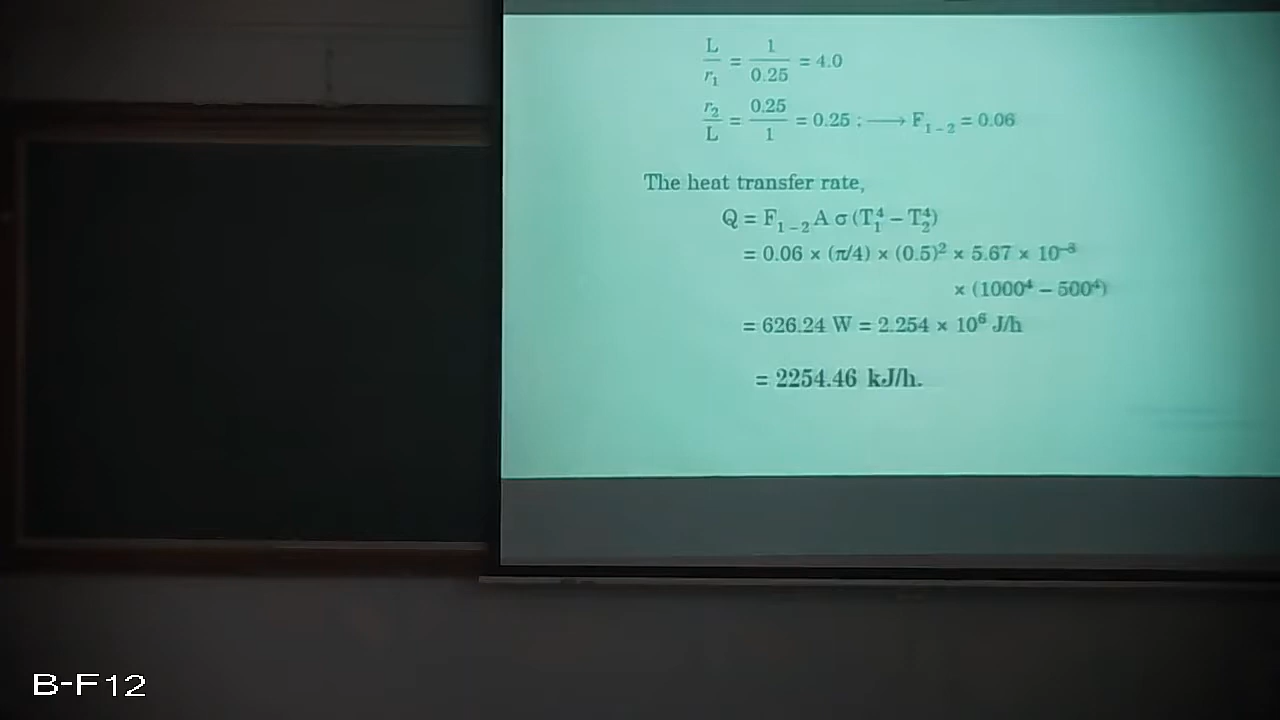 L/r₁ = 1/0.25 = 4.0
r₂/L = 0.25/1 = 0.25 ; ⟶ F₁₋₂ = 0.06
The heat transfer rate,
Q = F₁₋₂ A σ (T₁⁴ − T₂⁴)
= 0.06 × (π/4) × (0.5)² × 5.67 × 10⁻⁸
× (1000⁴ − 500⁴)
= 626.24 W = 2.254 × 10⁶ J/h
= 2254.46 kJ/h.
B-F12